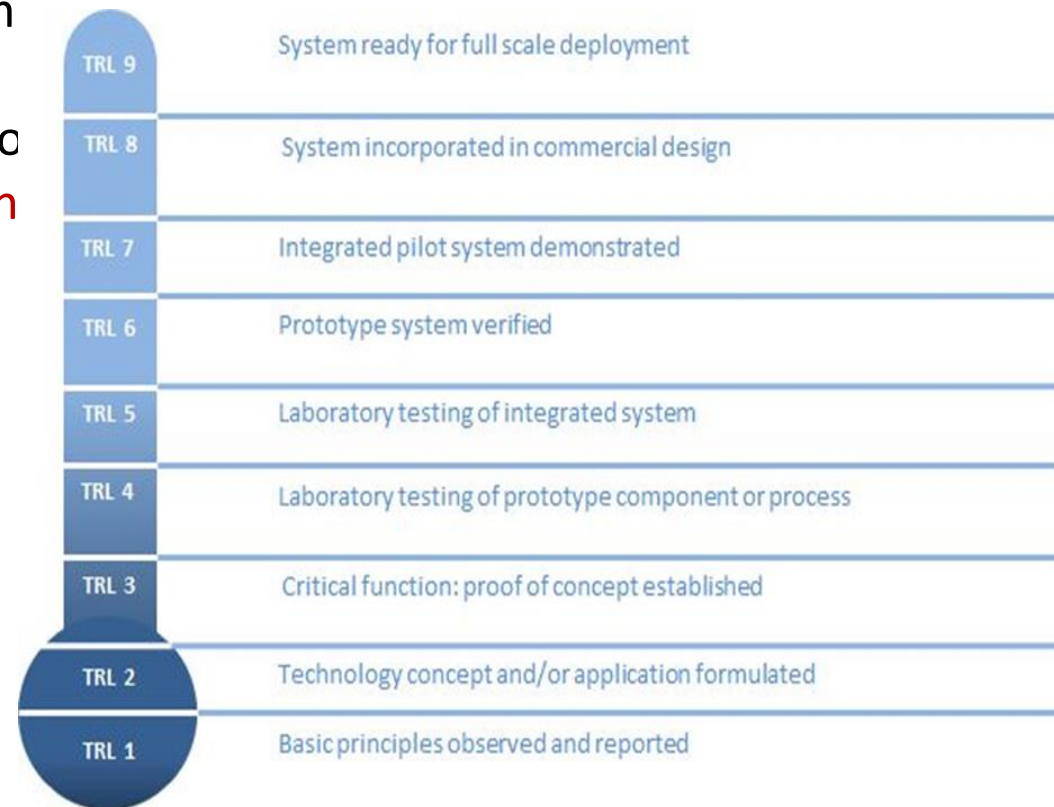 n
TRL 9 System ready for full scale deployment
o
TRL 8 System incorporated in commercial design
n
TRL 7 Integrated pilot system demonstrated
TRL 6 Prototype system verified
TRL 5 Laboratory testing of integrated system
TRL 4 Laboratory testing of prototype component or process
TRL 3 Critical function: proof of concept established
TRL 2 Technology concept and/or application formulated
TRL 1 Basic principles observed and reported